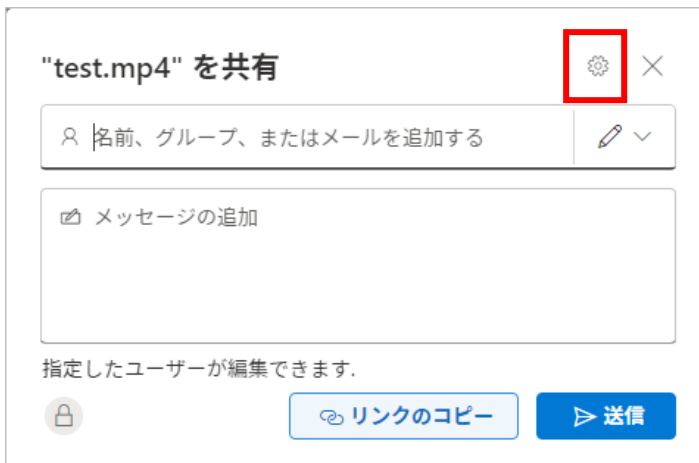 "test.mp4" を共有
名前、グループ、またはメールを追加する
メッセージの追加
指定したユーザーが編集できます.
リンクのコピー
送信